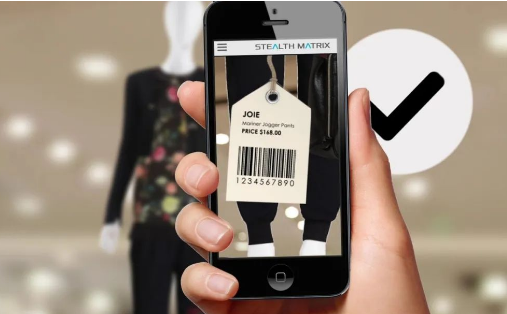 STEALTH MATRIX
JOIE
Mariner Jogger Pants
PRICE $168.00
1234567890